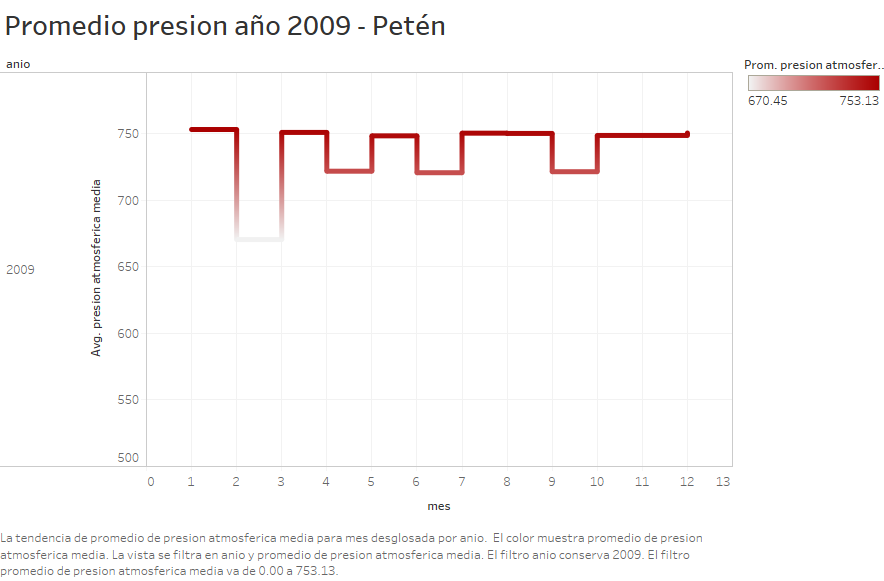 Promedio presion año 2009 - Petén
anio
Prom. presion atmosfer..
670.45 753.13
750
700
650
600
550
500
2009
Avg. presion atmosferica media
0 1 2 3 4 5 6 7 8 9 10 11 12 13
mes
La tendencia de promedio de presion atmosferica media para mes desglosada por anio. El color muestra promedio de presion
atmosferica media. La vista se filtra en anio y promedio de presion atmosferica media. El filtro anio conserva 2009. El filtro
promedio de presion atmosferica media va de 0.00 a 753.13.